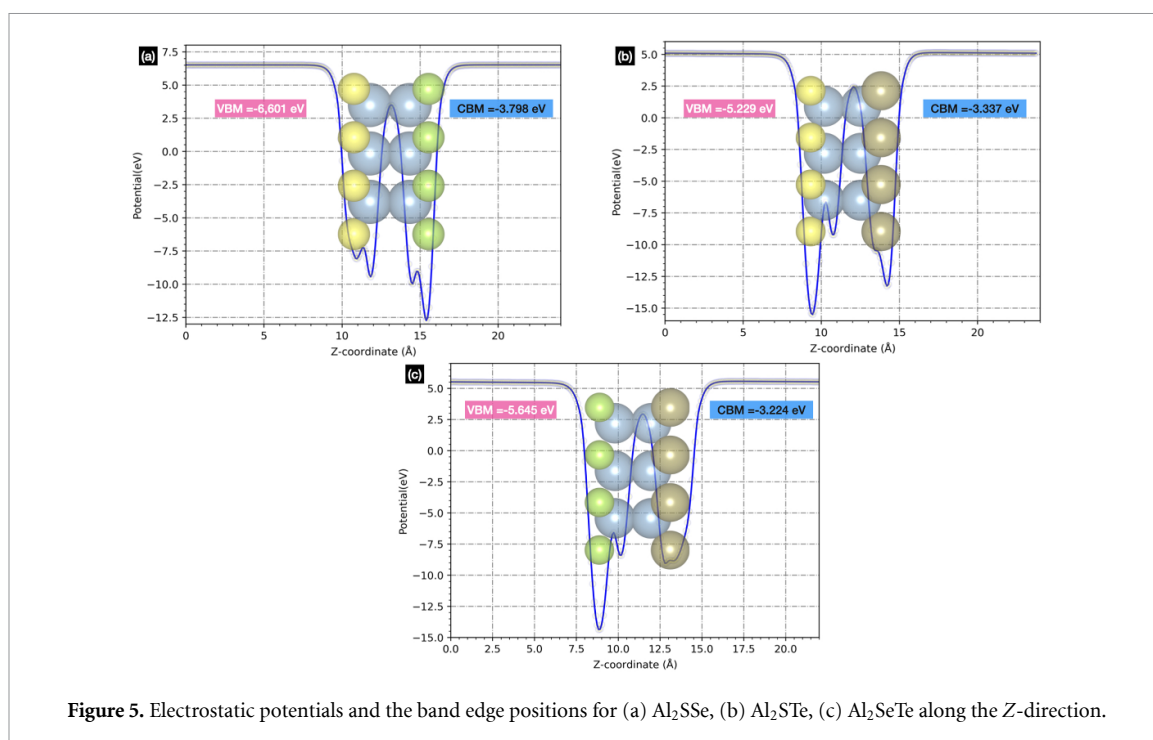 (a)
7.5
5.0
2.5
0.0
−2.5
−5.0
−7.5
−10.0
−12.5
Potential(eV)
VBM =-6,601 eV
CBM =-3.798 eV
0
5
10
15
20
Z-coordinate (Å)
(b)
5.0
2.5
0.0
−2.5
−5.0
−7.5
−10.0
−12.5
−15.0
Potential(eV)
VBM =-5.229 eV
CBM =-3.337 eV
0
5
10
15
20
Z-coordinate (Å)
(c)
5.0
2.5
0.0
−2.5
−5.0
−7.5
−10.0
−12.5
−15.0
Potential(eV)
VBM =-5.645 eV
CBM =-3.224 eV
0.0
2.5
5.0
7.5
10.0
12.5
15.0
17.5
20.0
Z-coordinate (Å)
Figure 5. Electrostatic potentials and the band edge positions for (a) Al₂SSe, (b) Al₂STe, (c) Al₂SeTe along the Z-direction.